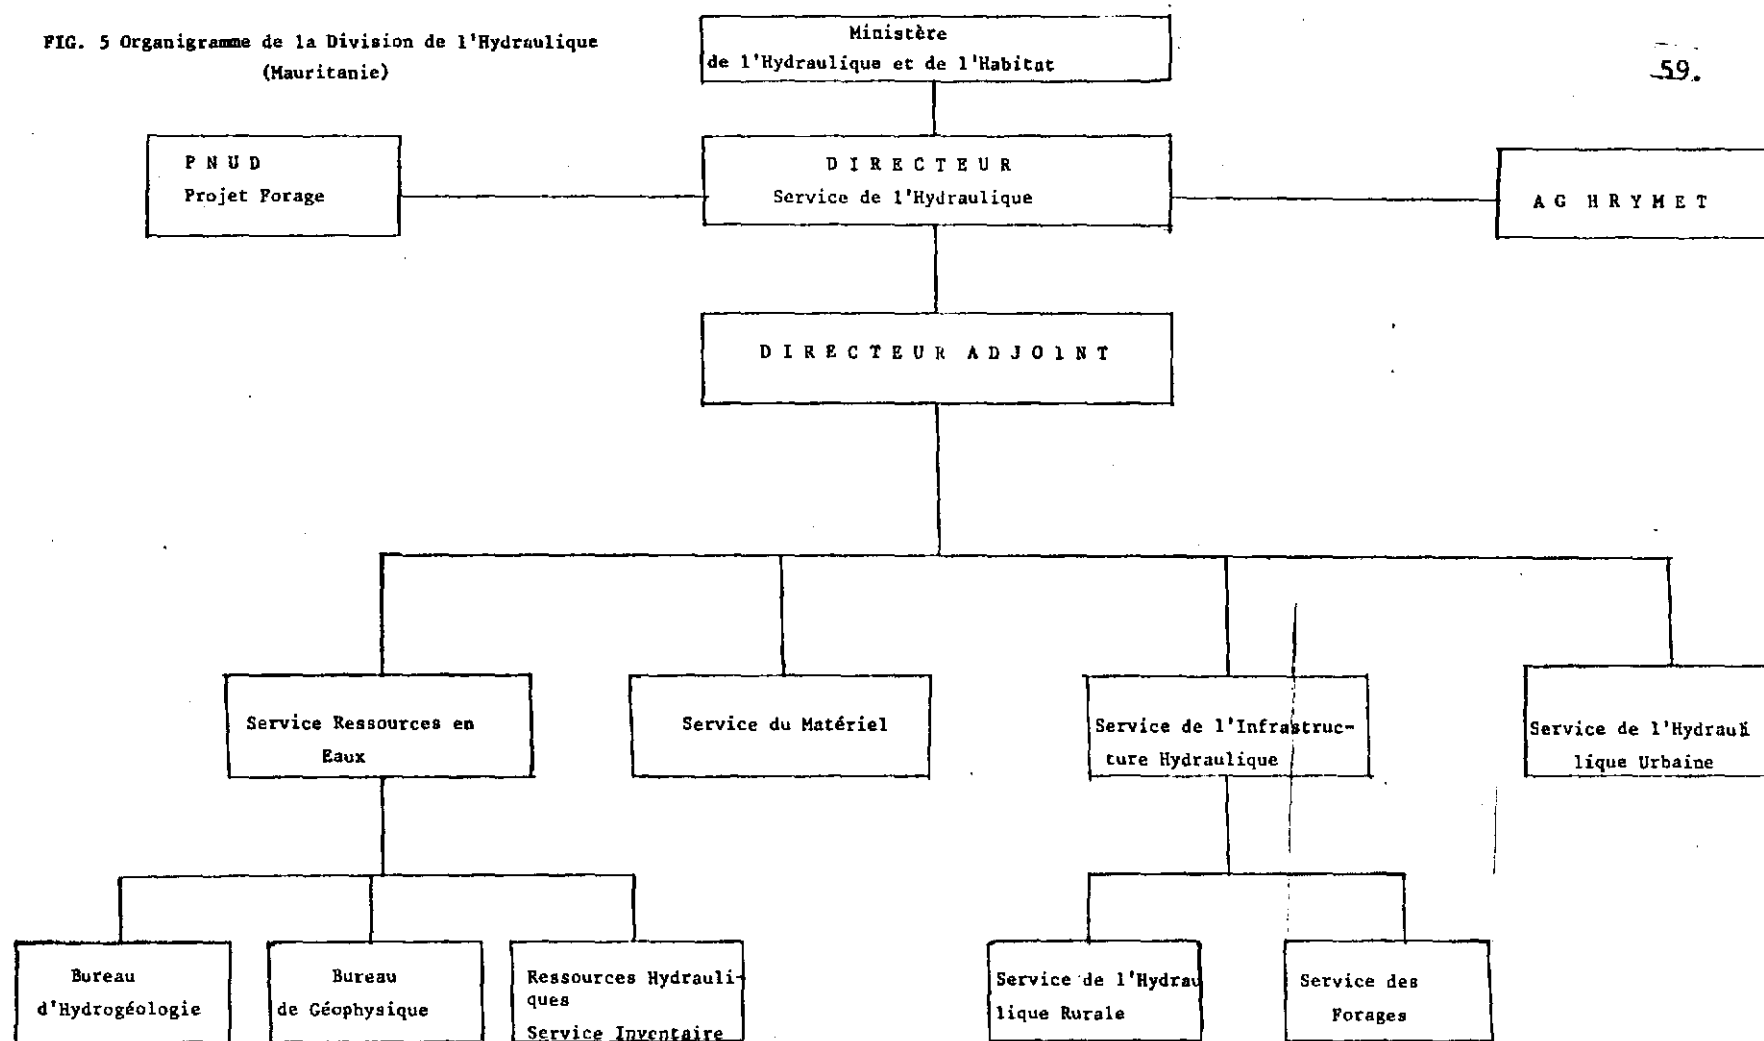 FIG. 5 Organigramme de la Division de l'Hydraulique
(Mauritanie)
59.
Ministère
de l'Hydraulique et de l'Habitat
P N U D
Projet Forage
D I R E C T E U R
Service de l'Hydraulique
A G H R Y M E T
D I R E C T E U R A D J O I N T
Service Ressources en
Eaux
Service du Matériel
Service de l'Infrastruc-
ture Hydraulique
Service de l'Hydrauli
lique Urbaine
Bureau
d'Hydrogéologie
Bureau
de Géophysique
Ressources Hydrauli-
ques
Service Inventaire
Service de l'Hydrau
lique Rurale
Service des
Forages